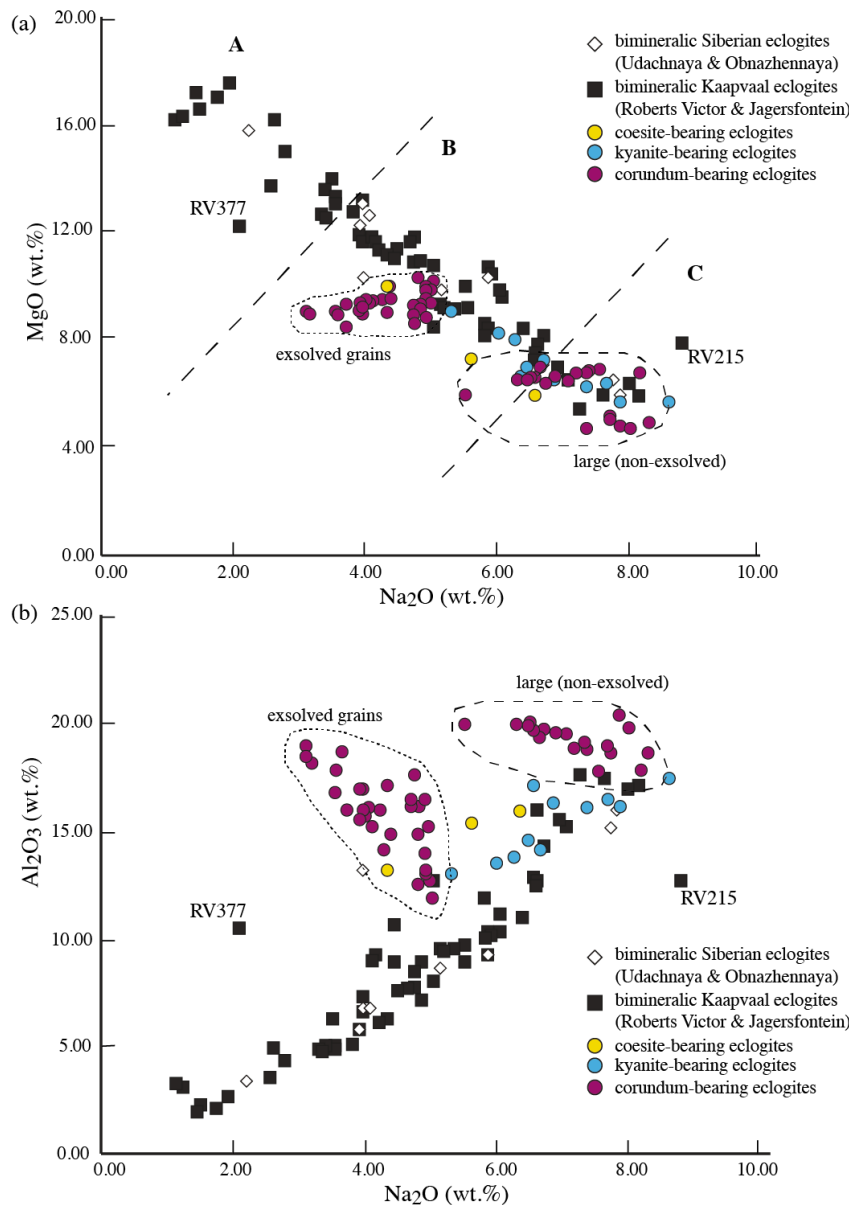 (a)
20.00
16.00
12.00
8.00
4.00
0.00
MgO (wt.%)
A
B
C
RV377
RV215
exsolved grains
large (non-exsolved)
bimineralic Siberian eclogites
(Udachnaya & Obnazhennaya)
bimineralic Kaapvaal eclogites
(Roberts Victor & Jagersfontein)
coesite-bearing eclogites
kyanite-bearing eclogites
corundum-bearing eclogites
0.00 2.00 4.00 6.00 8.00 10.00
Na2O (wt.%)
(b)
25.00
20.00
15.00
10.00
5.00
0.00
Al2O3 (wt.%)
exsolved grains
large (non-exsolved)
RV377
RV215
bimineralic Siberian eclogites
(Udachnaya & Obnazhennaya)
bimineralic Kaapvaal eclogites
(Roberts Victor & Jagersfontein)
coesite-bearing eclogites
kyanite-bearing eclogites
corundum-bearing eclogites
0.00 2.00 4.00 6.00 8.00 10.00
Na2O (wt.%)